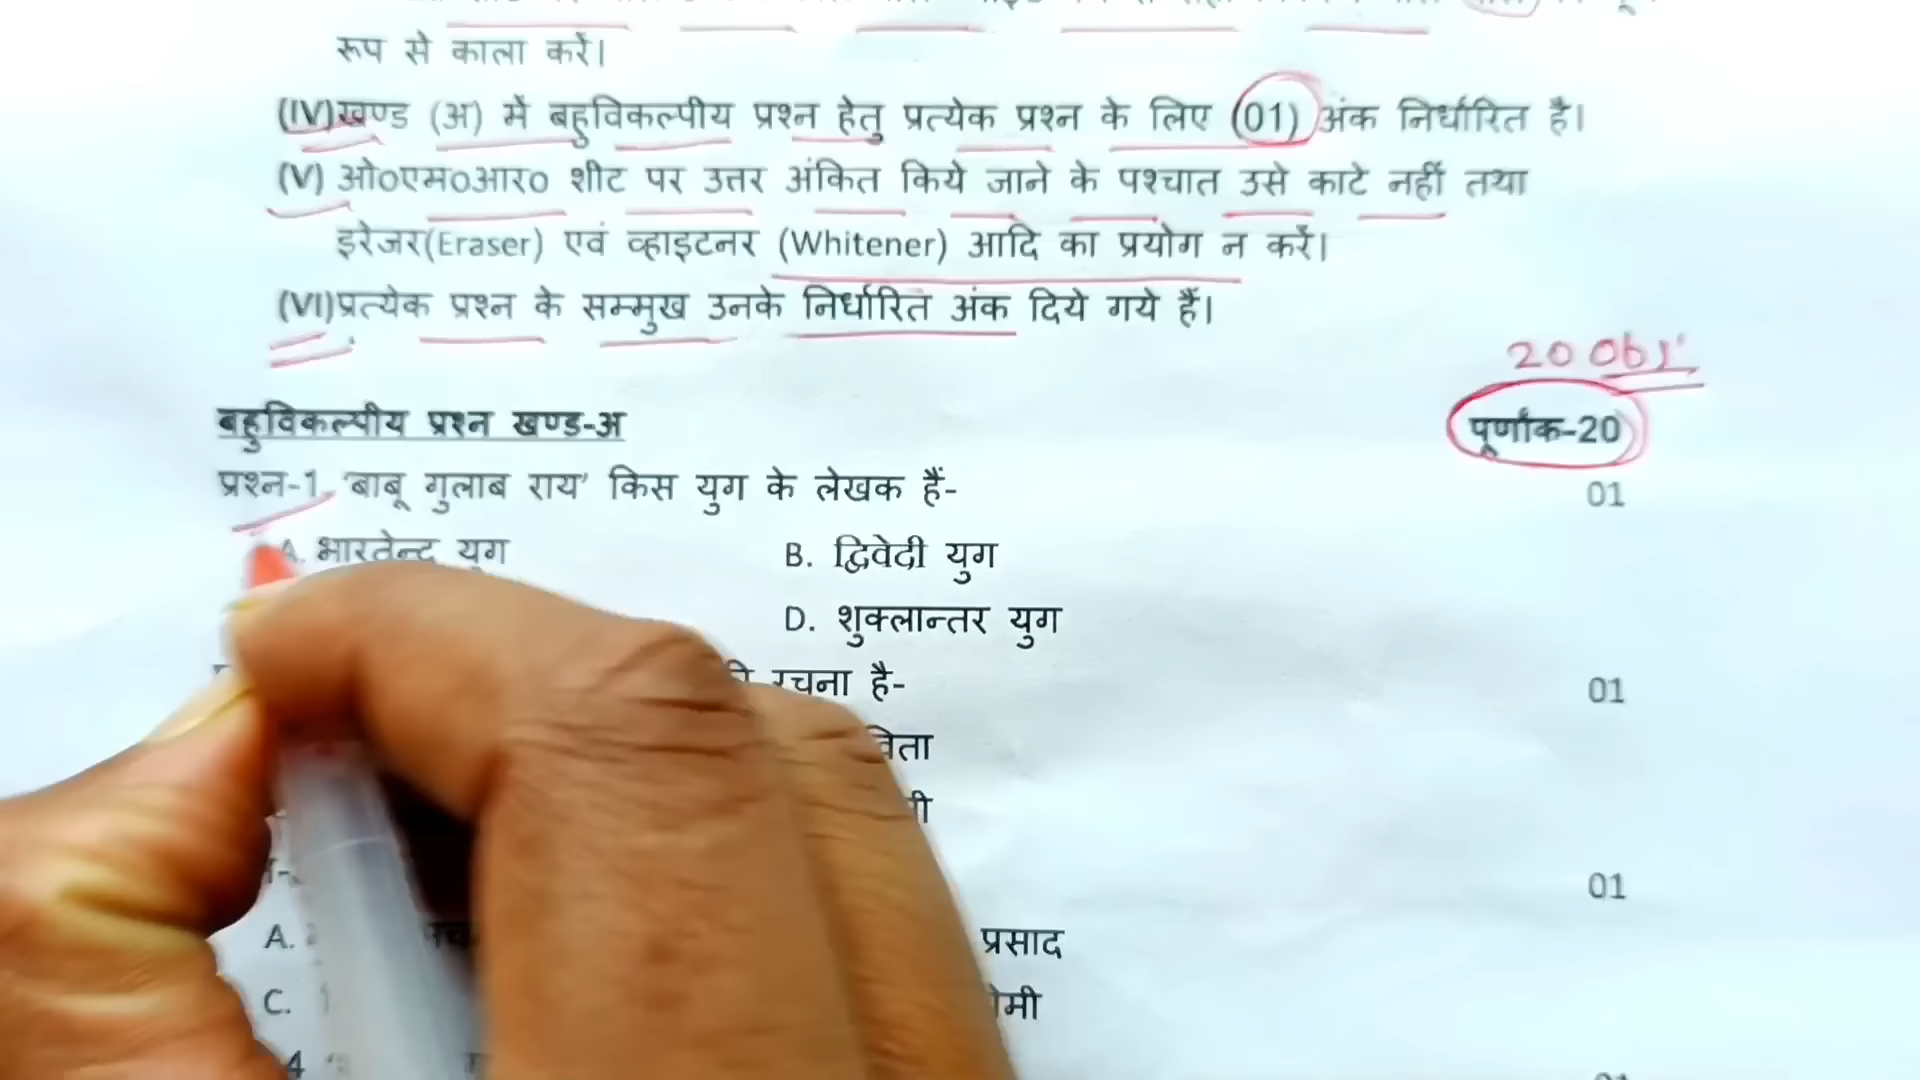 रूप से काला करें।
(IV)खण्ड (अ) में बहुविकल्पीय प्रश्न हेतु प्रत्येक प्रश्न के लिए (01) अंक निर्धारित है।
(V) ओ०एम०आर० शीट पर उत्तर अंकित किये जाने के पश्चात उसे काटे नहीं तथा
इरेजर(Eraser) एवं व्हाइटनर (Whitener) आदि का प्रयोग न करें।
(VI)प्रत्येक प्रश्न के सम्मुख उनके निर्धारित अंक दिये गये हैं।
20 Obj
बहुविकल्पीय प्रश्न खण्ड-अ पूर्णांक-20
प्रश्न-1 'बाबू गुलाब राय' किस युग के लेखक हैं- 01
A. भारतेन्दु युग B. द्विवेदी युग
D. शुक्लान्तर युग
रचना है- 01
01
A. प्रसाद
C.
4